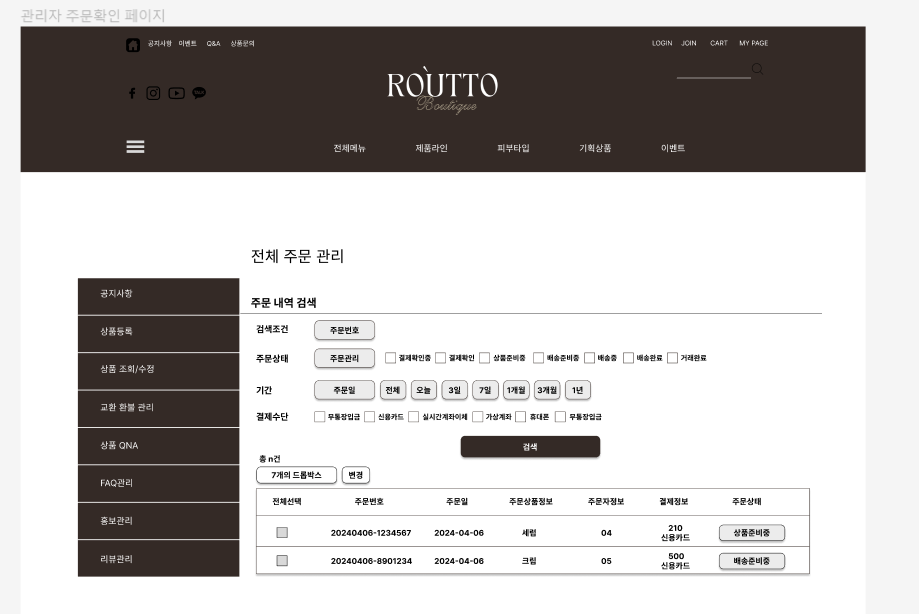 관리자 주문확인 페이지
공지사항 이벤트 Q&A 상품문의
LOGIN JOIN CART MY PAGE
ROÙTTO
Boutique
전체메뉴 제품라인 피부타입 기획상품 이벤트
전체 주문 관리
공지사항
상품등록
상품 조회/수정
교환 환불 관리
상품 QNA
FAQ관리
홍보관리
리뷰관리
주문 내역 검색
검색조건 주문번호
주문상태 주문관리 결제확인중 결제확인 상품준비중 배송준비중 배송중 배송완료 거래완료
기간 주문일 전체 오늘 3일 7일 1개월 3개월 1년
결제수단 무통장입금 신용카드 실시간계좌이체 가상계좌 휴대폰 무통장입금
검색
총 n건
7개의 드롭박스 변경
전체선택 주문번호 주문일 주문상품정보 주문자정보 결제정보 주문상태
20240406-1234567 2024-04-06 세럼 04 210 신용카드 상품준비중
20240406-8901234 2024-04-06 크림 05 500 신용카드 배송준비중